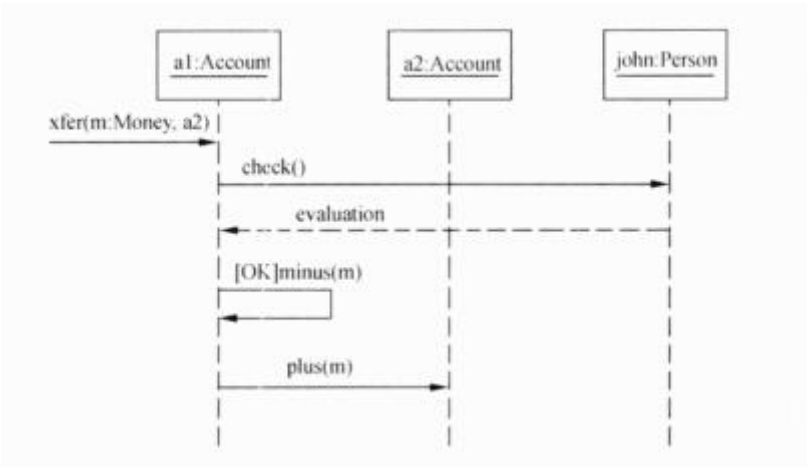 a1:Account
a2:Account
john:Person
xfer(m:Money, a2)
check()
evaluation
[OK]minus(m)
plus(m)